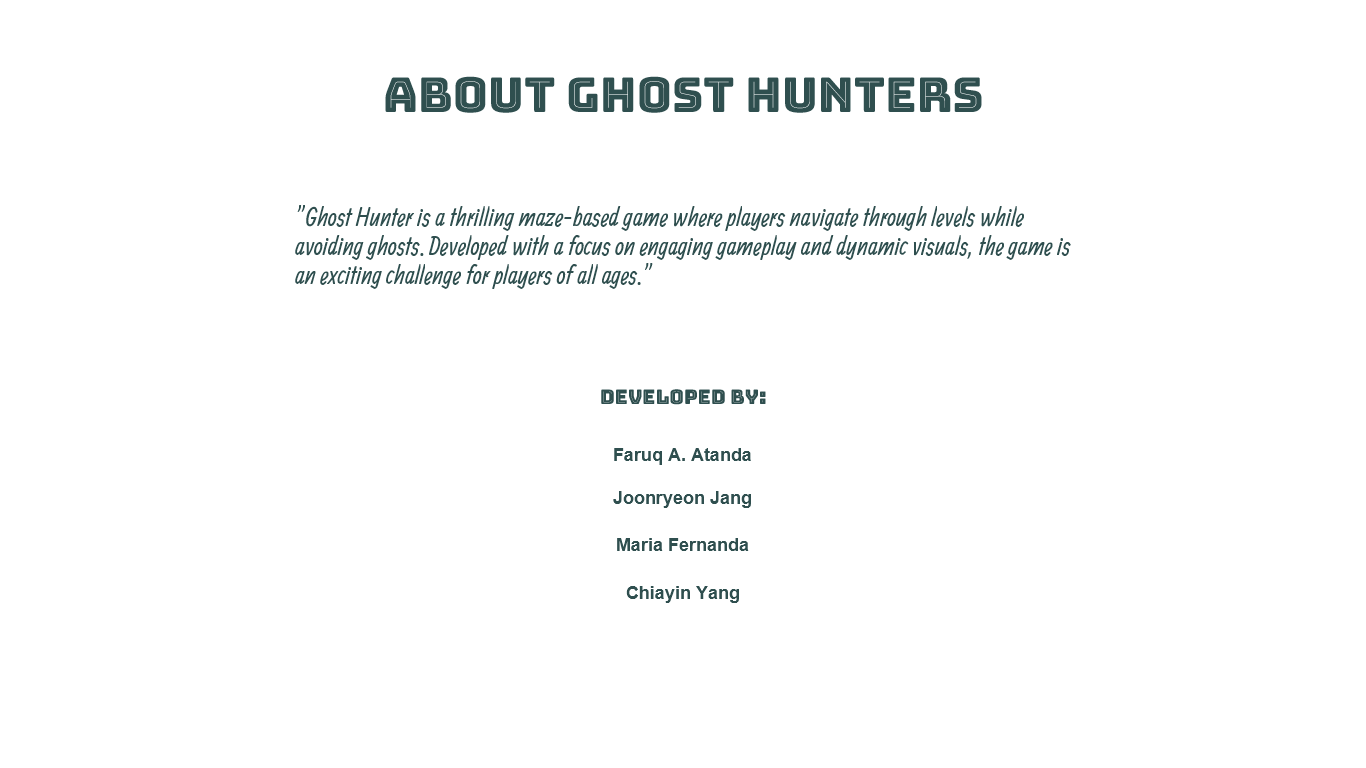 ABOUT GHOST HUNTERS
"Ghost Hunter is a thrilling maze-based game where players navigate through levels while
avoiding ghosts. Developed with a focus on engaging gameplay and dynamic visuals, the game is
an exciting challenge for players of all ages."
DEVELOPED BY:
Faruq A. Atanda
Joonryeon Jang
Maria Fernanda
Chiayin Yang